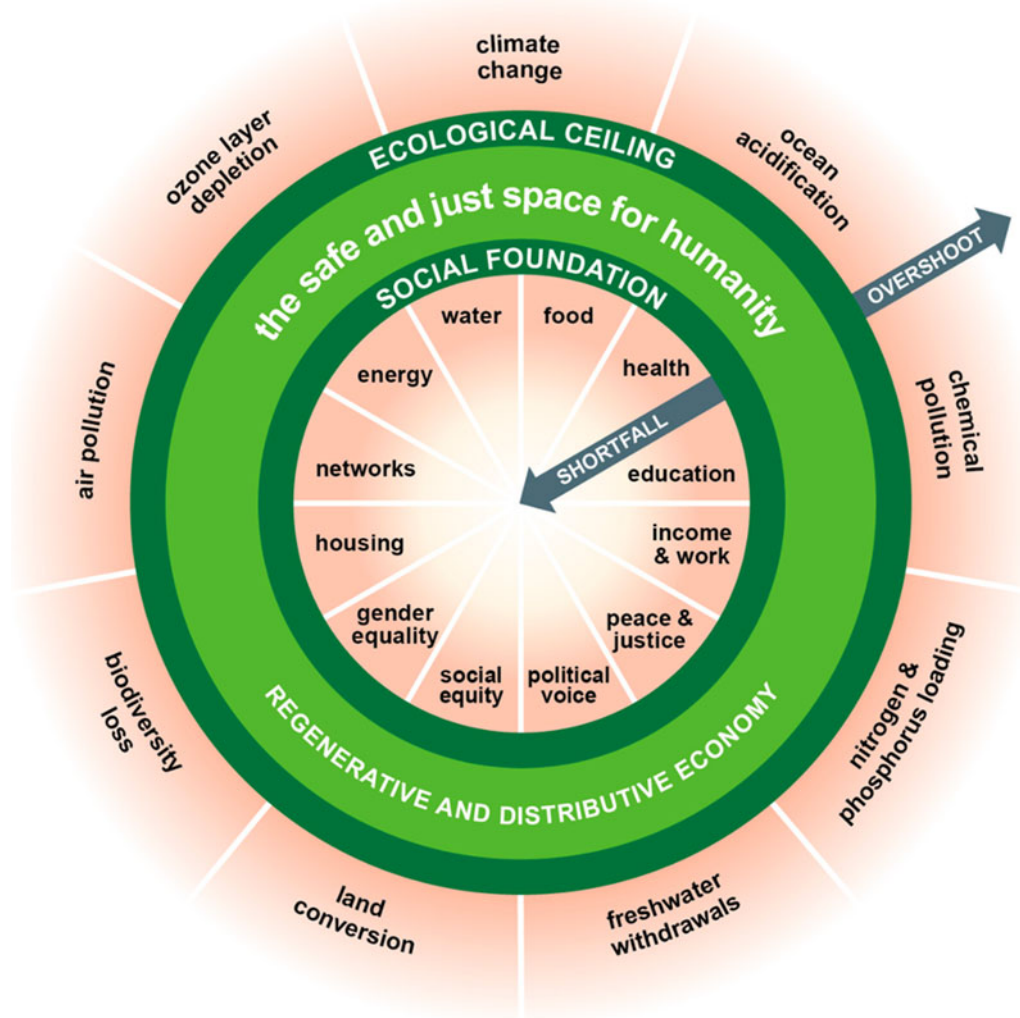 climate
change
ozone layer
depletion
ocean
acidification
ECOLOGICAL CEILING
the safe and just space for humanity
OVERSHOOT
SOCIAL FOUNDATION
water
food
energy
health
air pollution
chemical
pollution
SHORTFALL
networks
education
housing
income
& work
gender
equality
peace &
justice
social
equity
political
voice
biodiversity
loss
nitrogen &
phosphorus loading
REGENERATIVE AND DISTRIBUTIVE ECONOMY
land
conversion
freshwater
withdrawals